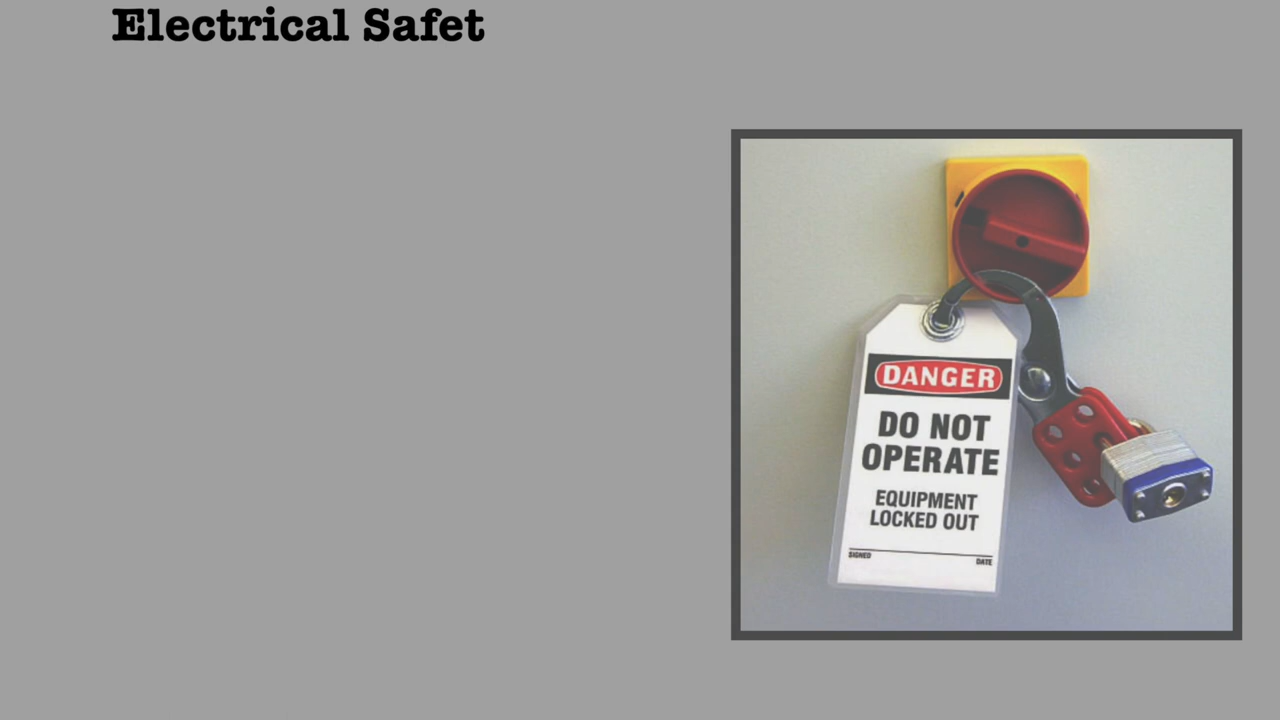 Electrical Safet
DANGER
DO NOT
OPERATE
EQUIPMENT
LOCKED OUT
SIGNED
DATE